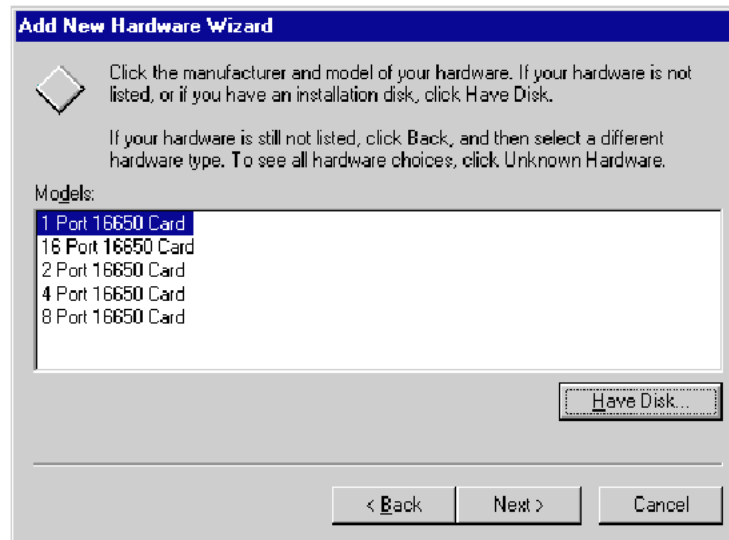 Add New Hardware Wizard
Click the manufacturer and model of your hardware. If your hardware is not
listed, or if you have an installation disk, click Have Disk.
If your hardware is still not listed, click Back, and then select a different
hardware type. To see all hardware choices, click Unknown Hardware.
Models:
1 Port 16650 Card
16 Port 16650 Card
2 Port 16650 Card
4 Port 16650 Card
8 Port 16650 Card
Have Disk...
< Back
Next >
Cancel